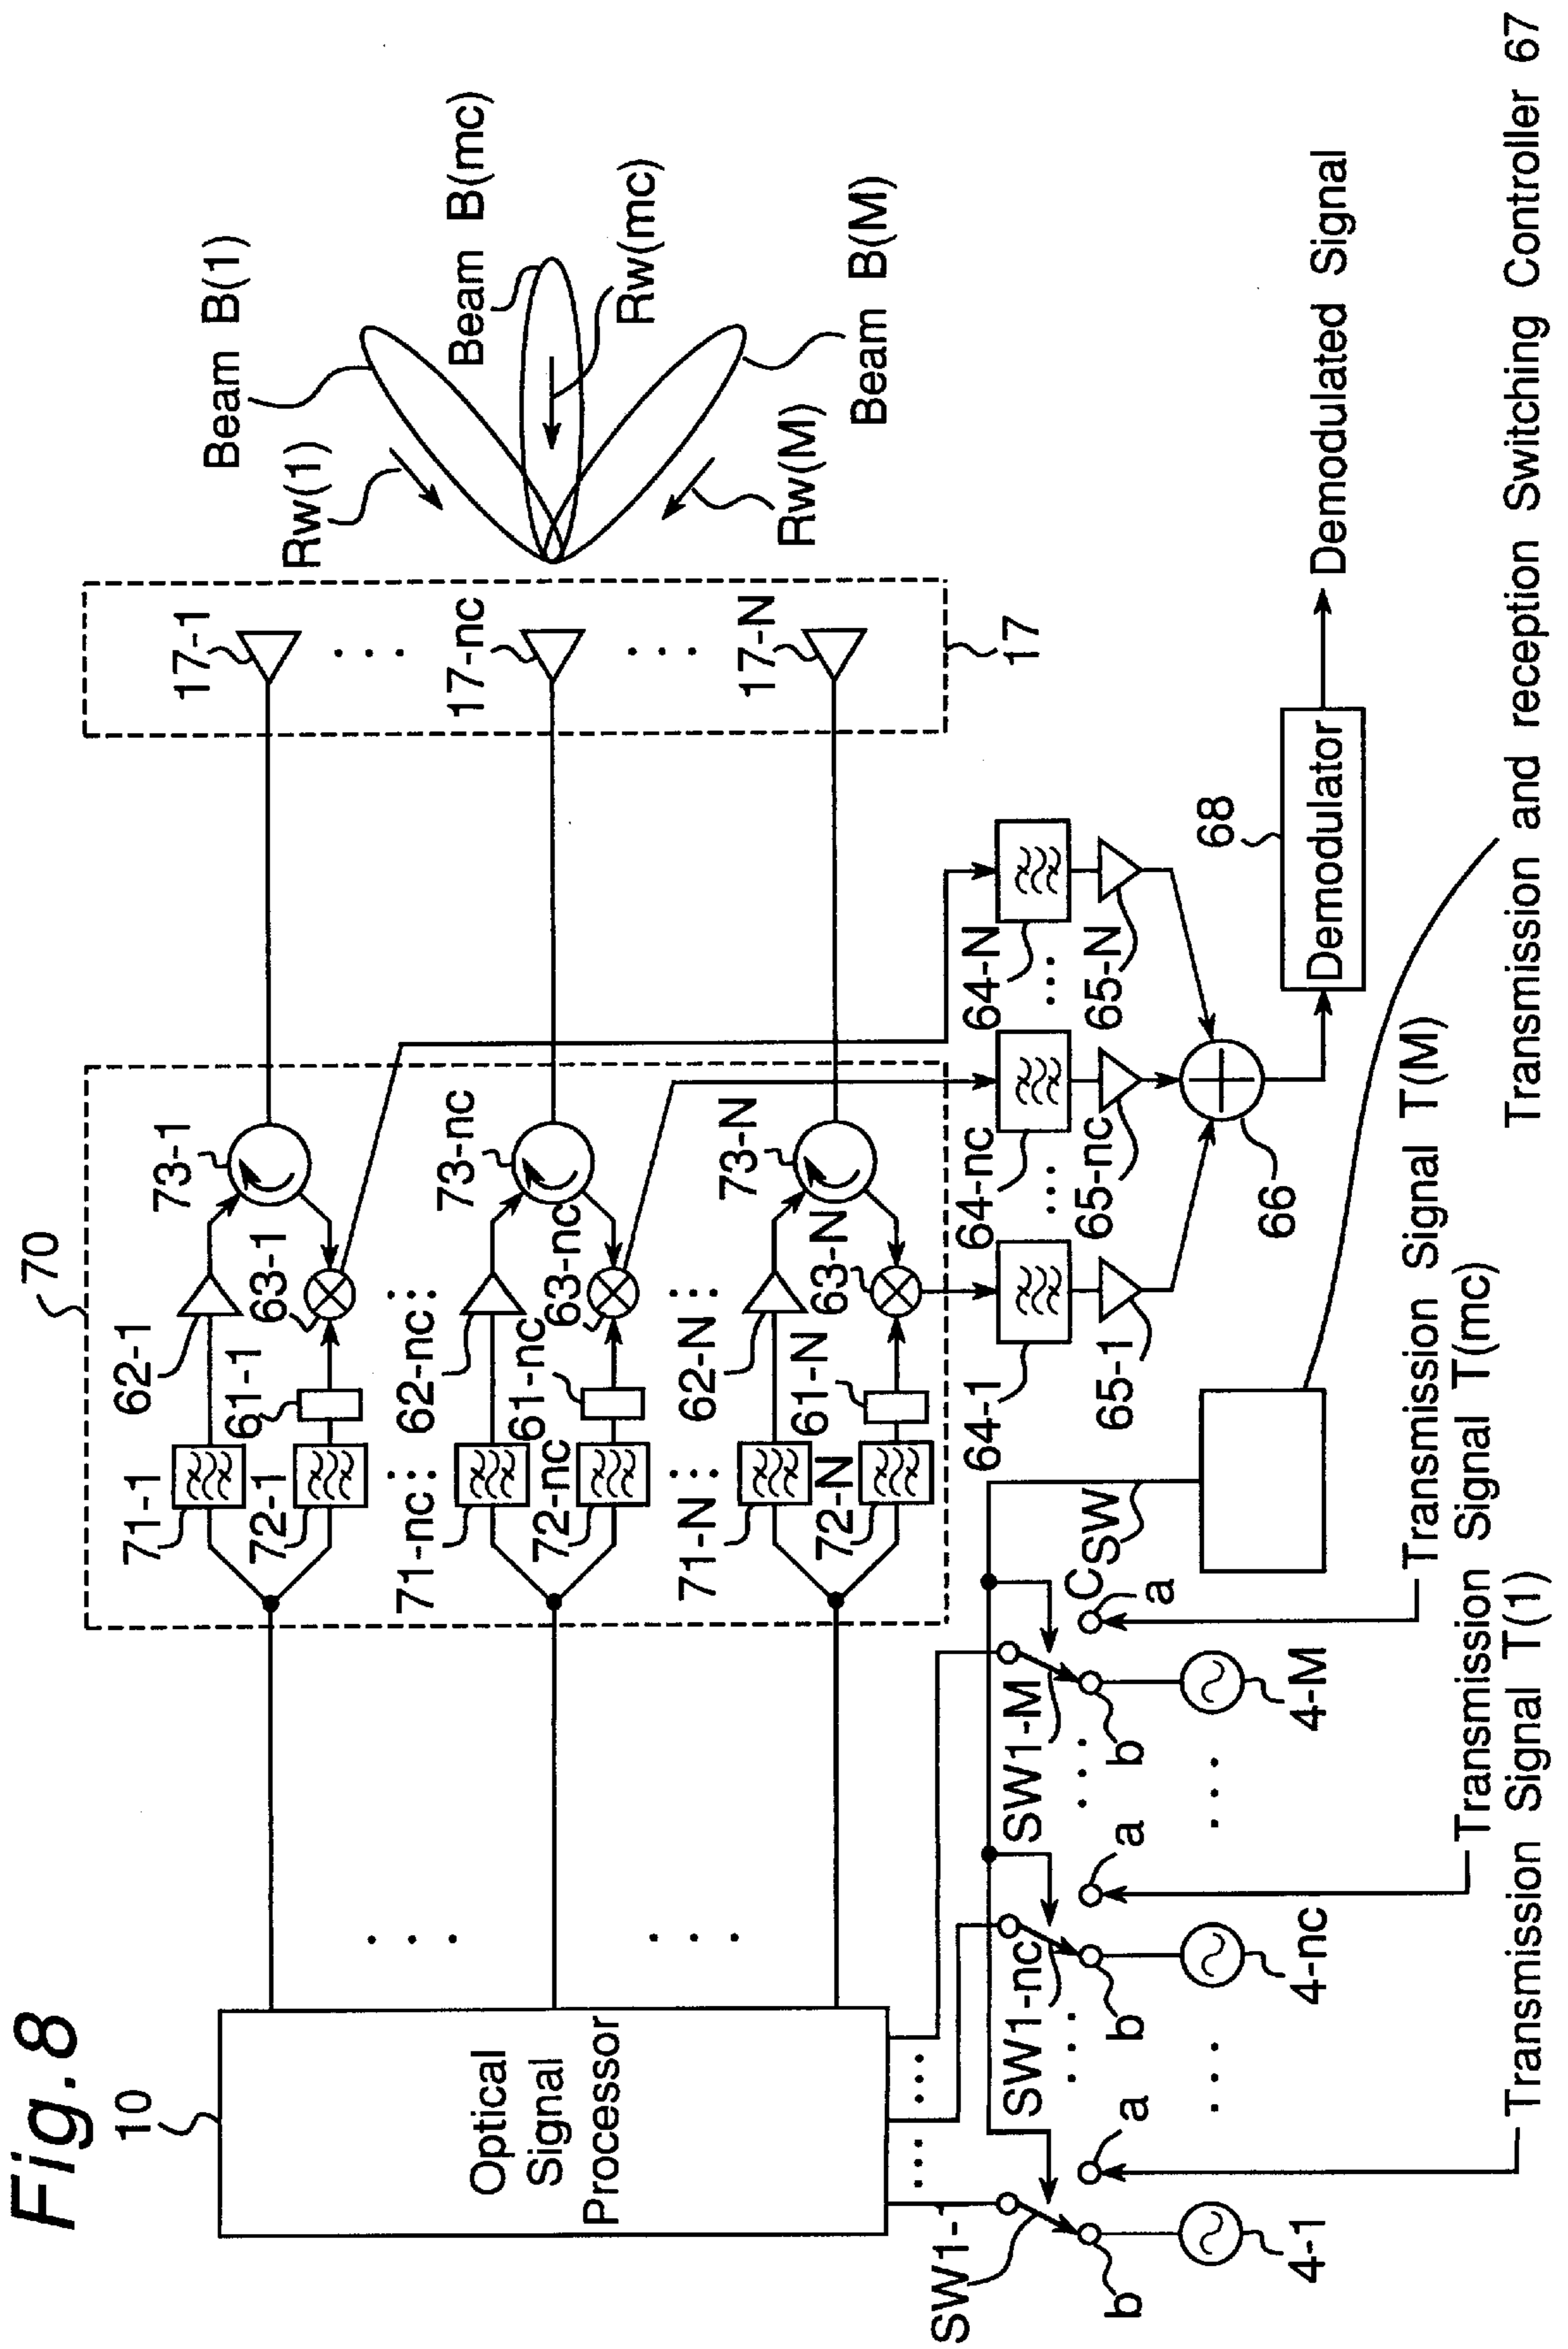 Fig. 8
10
Optical
Signal
Processor
70
71-1
72-1
62-1
61-1
63-1
73-1
71-nc
72-nc
62-nc
61-nc
63-nc
73-nc
71-N
72-N
62-N
61-N
63-N
73-N
17-1
17-nc
17-N
17
Beam B(1)
Rw(1)
Beam B(mc)
Rw(mc)
Beam B(M)
Rw(M)
64-1
64-nc
64-N
65-1
65-nc
65-N
66
68
Demodulator
Demodulated Signal
CSW
SW1-1
a
b
4-1
SW1-nc
a
b
4-nc
SW1-M
a
b
4-M
Transmission Signal T(M)
Transmission Signal T(mc)
Transmission Signal T(1)
Transmission and reception Switching Controller 67